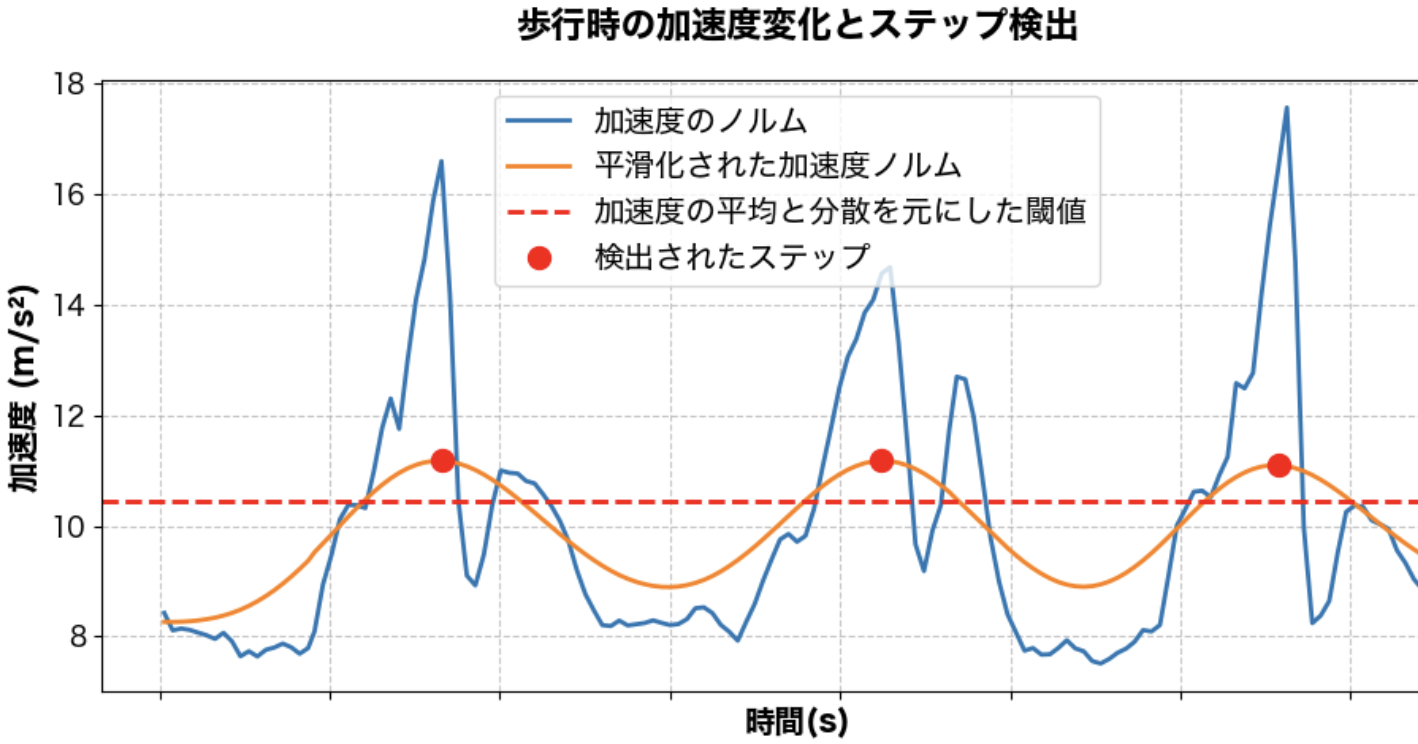 歩行時の加速度変化とステップ検出
18
加速度のノルム
平滑化された加速度ノルム
加速度の平均と分散を元にした閾値
検出されたステップ
16
14
12
10
8
加速度 (m/s²)
時間(s)